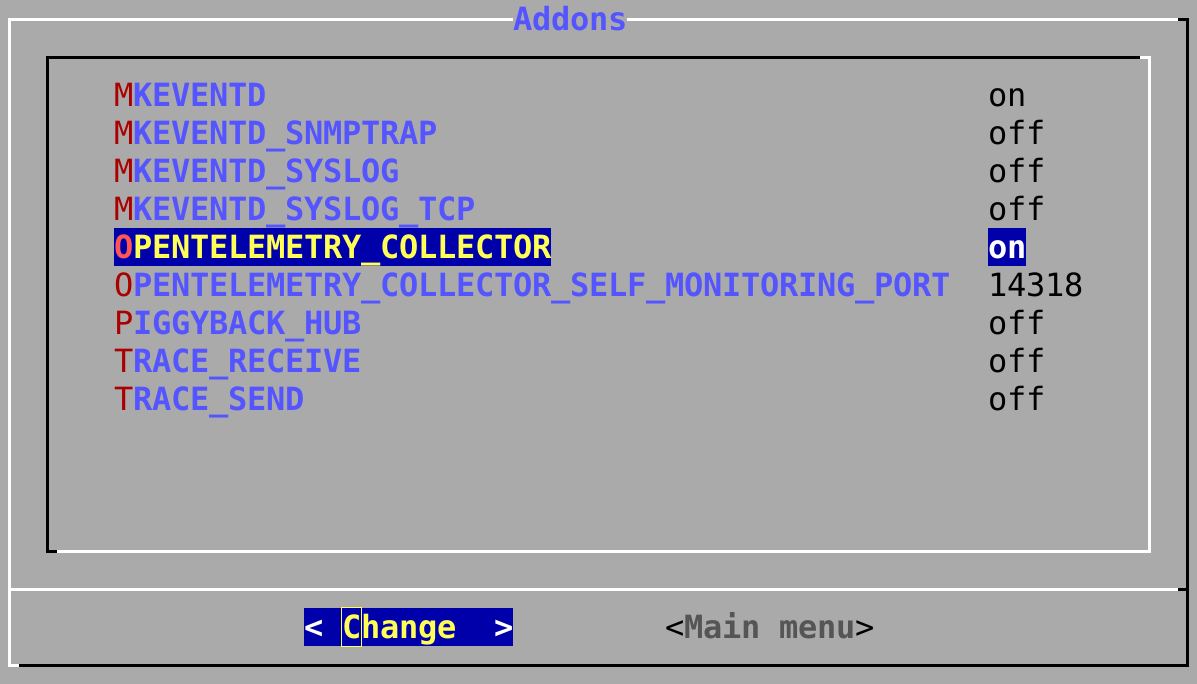 Addons
MKEVENTD on
MKEVENTD_SNMPTRAP off
MKEVENTD_SYSLOG off
MKEVENTD_SYSLOG_TCP off
OPENTELEMETRY_COLLECTOR on
OPENTELEMETRY_COLLECTOR_SELF_MONITORING_PORT 14318
PIGGYBACK_HUB off
TRACE_RECEIVE off
TRACE_SEND off
< Change > <Main menu>